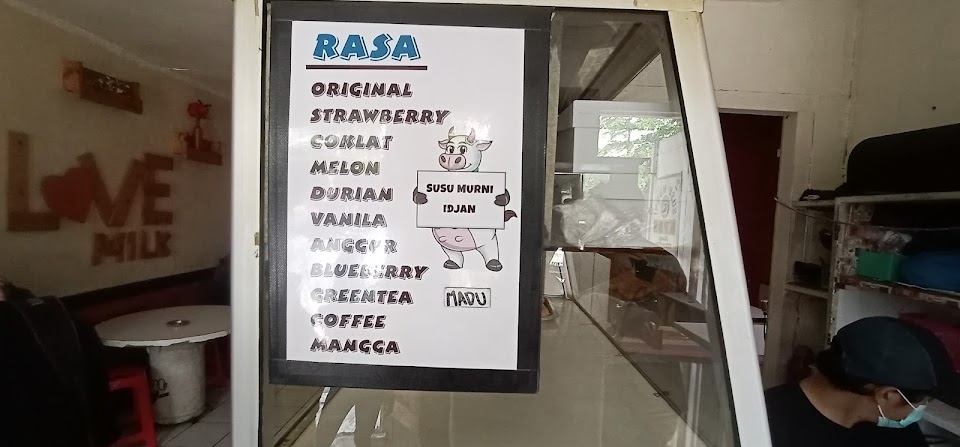 RASA
ORIGINAL
STRAWBERRY
COKLAT
MELON
DURIAN
VANILA
ANGGUR
BLUEBERRY
GREENTEA
COFFEE
MANGGA
SUSU MURNI
IDJAN
MADU
LOVE
MILK